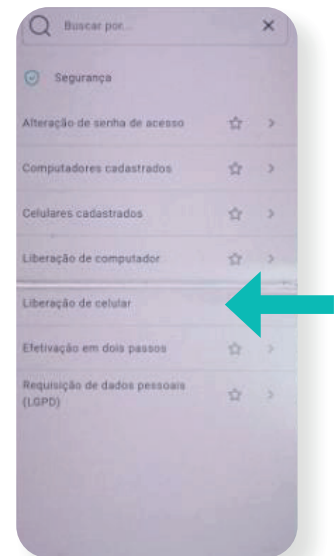 Buscar por...
Segurança
Alteração de senha de acesso
Computadores cadastrados
Celulares cadastrados
Liberação de computador
Liberação de celular
Efetivação em dois passos
Requisição de dados pessoais
(LGPD)